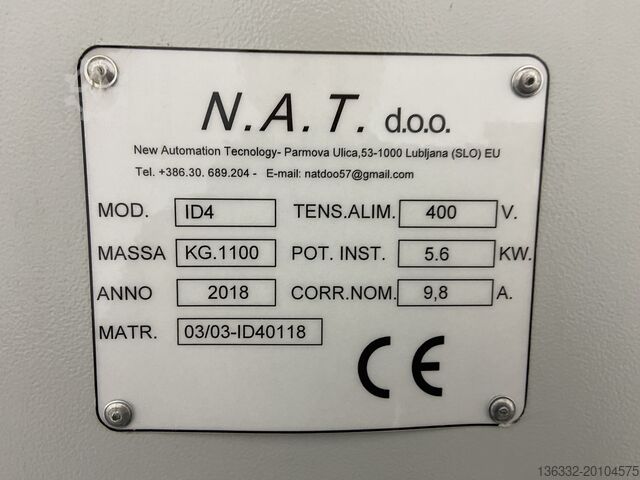 N.A.T. d.o.o.
New Automation Tecnology- Parmova Ulica,53-1000 Lubljana (SLO) EU
Tel. +386.30. 689.204 - E-mail: natdoo57@gmail.com
MOD. ID4 TENS.ALIM. 400 V.
MASSA KG.1100 POT. INST. 5.6 KW.
ANNO 2018 CORR.NOM. 9,8 A.
MATR. 03/03-ID40118
CE
136332-20104575